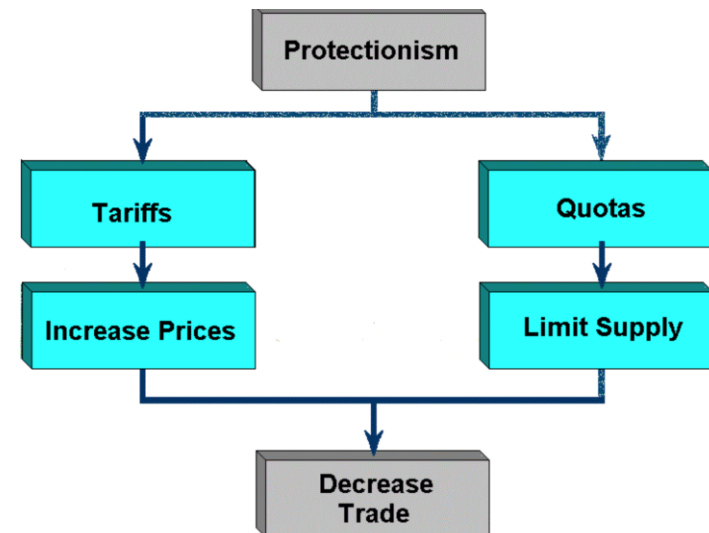 Protectionism
Tariffs
Quotas
Increase Prices
Limit Supply
Decrease
Trade